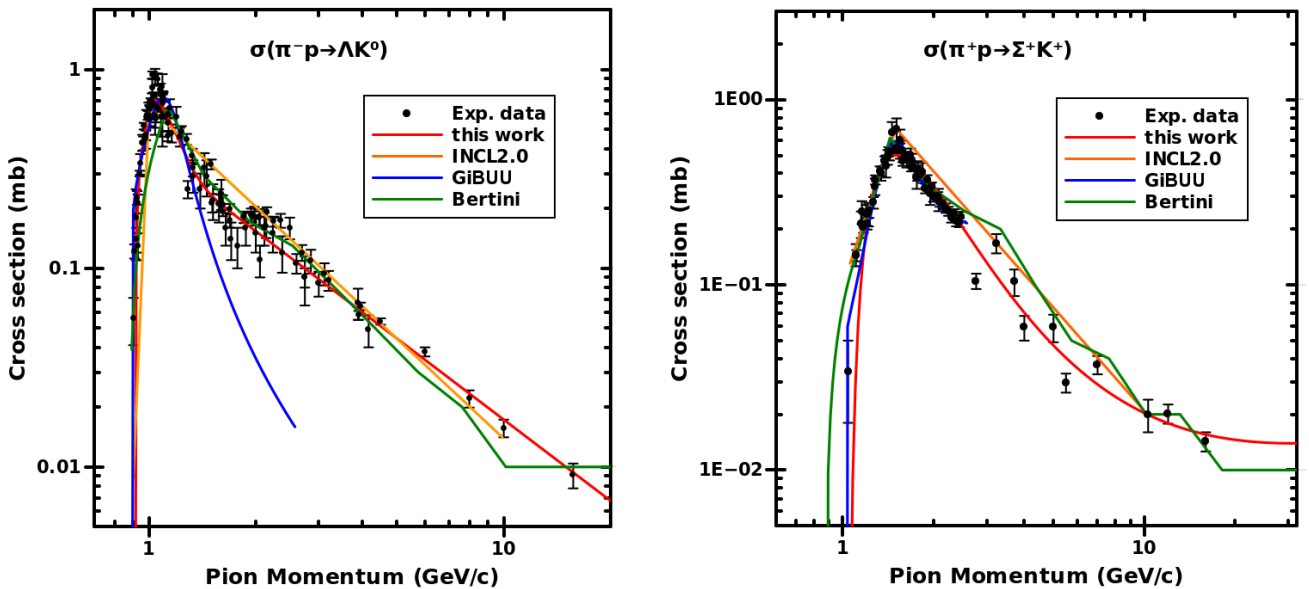 σ(π⁻p→ΛK⁰)
Cross section (mb)
1
0.1
0.01
Exp. data
this work
INCL2.0
GiBUU
Bertini
1
10
Pion Momentum (GeV/c)
σ(π⁺p→Σ⁺K⁺)
Cross section (mb)
1E00
1E−01
1E−02
Exp. data
this work
INCL2.0
GiBUU
Bertini
1
10
Pion Momentum (GeV/c)